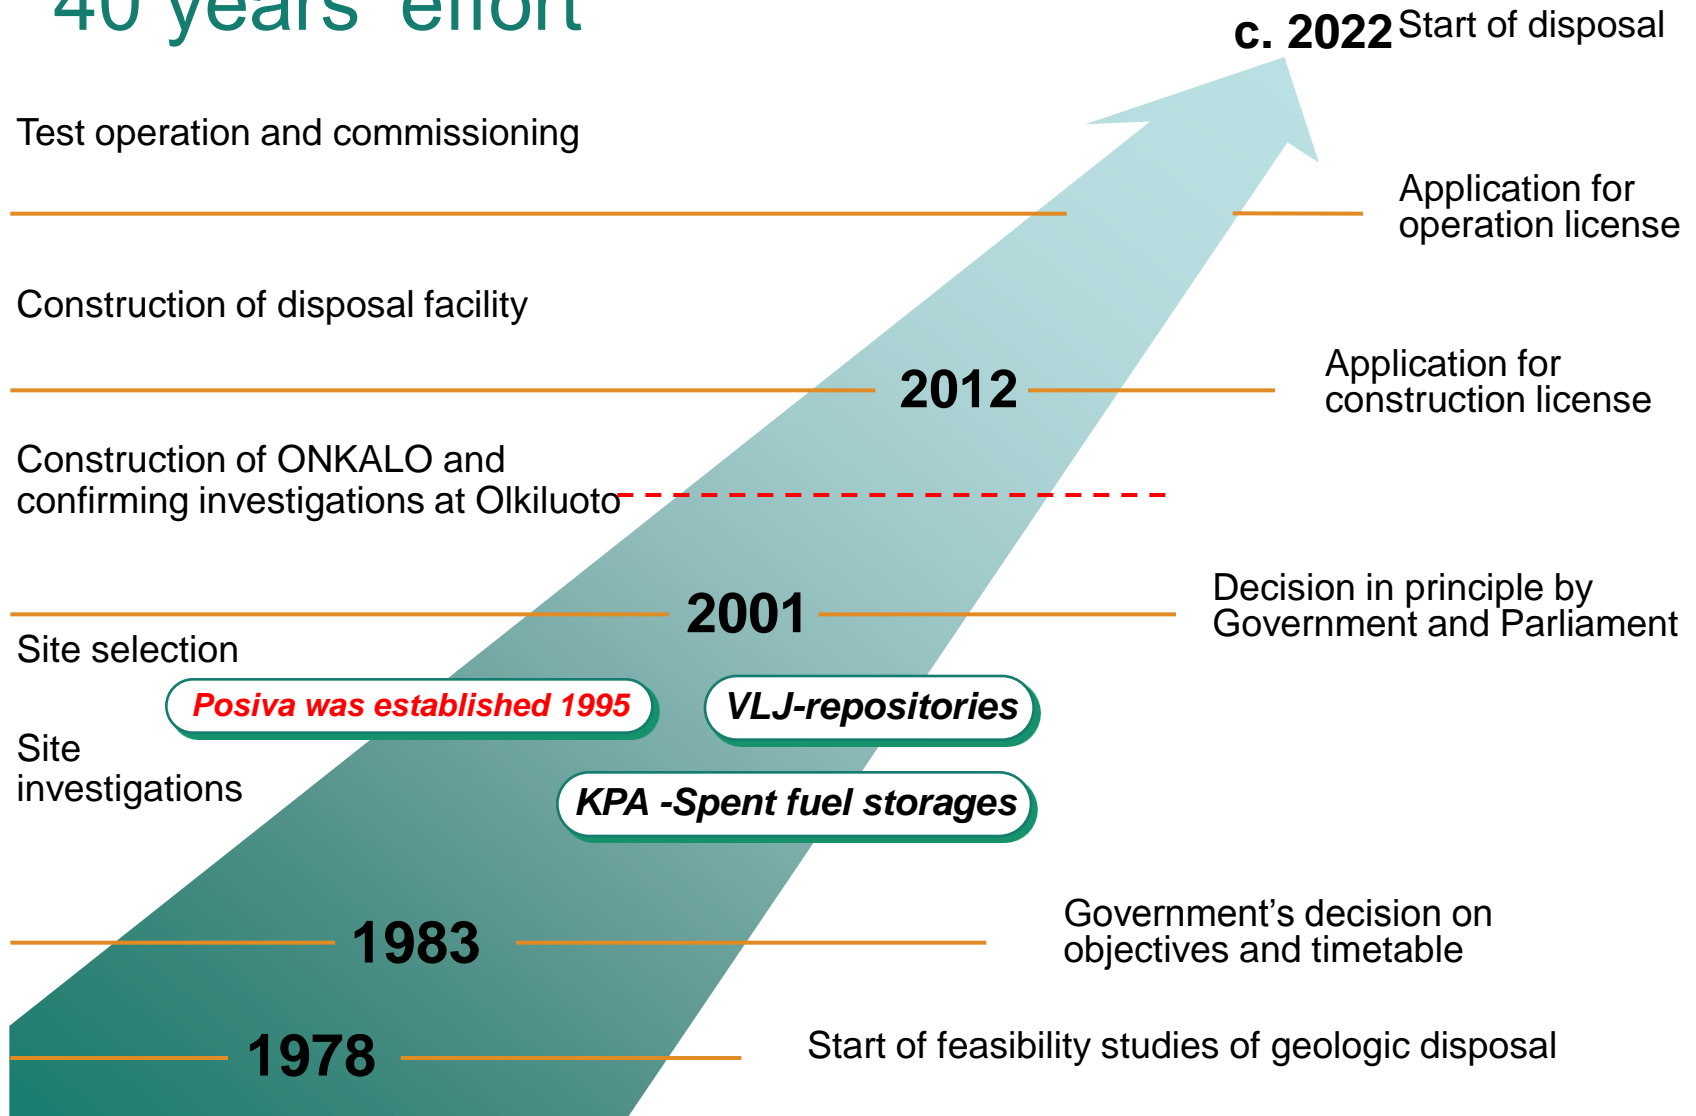 40 years' effort
c. 2022 Start of disposal
Test operation and commissioning
Application for
operation license
Construction of disposal facility
2012
Application for
construction license
Construction of ONKALO and
confirming investigations at Olkiluoto
2001
Decision in principle by
Government and Parliament
Site selection
Posiva was established 1995
VLJ-repositories
Site
investigations
KPA -Spent fuel storages
1983
Government’s decision on
objectives and timetable
1978
Start of feasibility studies of geologic disposal